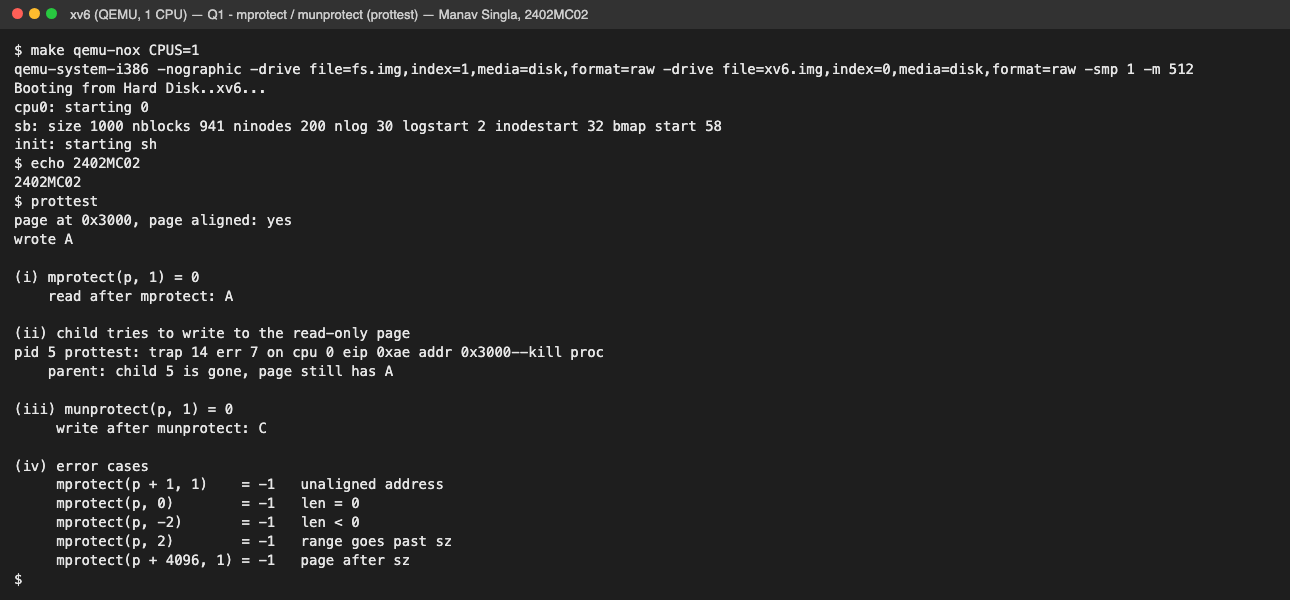 xv6 (QEMU, 1 CPU) — Q1 - mprotect / munprotect (prottest) — Manav Singla, 2402MC02
$ make qemu-nox CPUS=1
qemu-system-i386 -nographic -drive file=fs.img,index=1,media=disk,format=raw -drive file=xv6.img,index=0,media=disk,format=raw -smp 1 -m 512
Booting from Hard Disk..xv6...
cpu0: starting 0
sb: size 1000 nblocks 941 ninodes 200 nlog 30 logstart 2 inodestart 32 bmap start 58
init: starting sh
$ echo 2402MC02
2402MC02
$ prottest
page at 0x3000, page aligned: yes
wrote A
(i) mprotect(p, 1) = 0
read after mprotect: A
(ii) child tries to write to the read-only page
pid 5 prottest: trap 14 err 7 on cpu 0 eip 0xae addr 0x3000--kill proc
parent: child 5 is gone, page still has A
(iii) munprotect(p, 1) = 0
write after munprotect: C
(iv) error cases
mprotect(p + 1, 1)    = -1   unaligned address
mprotect(p, 0)        = -1   len = 0
mprotect(p, -2)       = -1   len < 0
mprotect(p, 2)        = -1   range goes past sz
mprotect(p + 4096, 1) = -1   page after sz
$